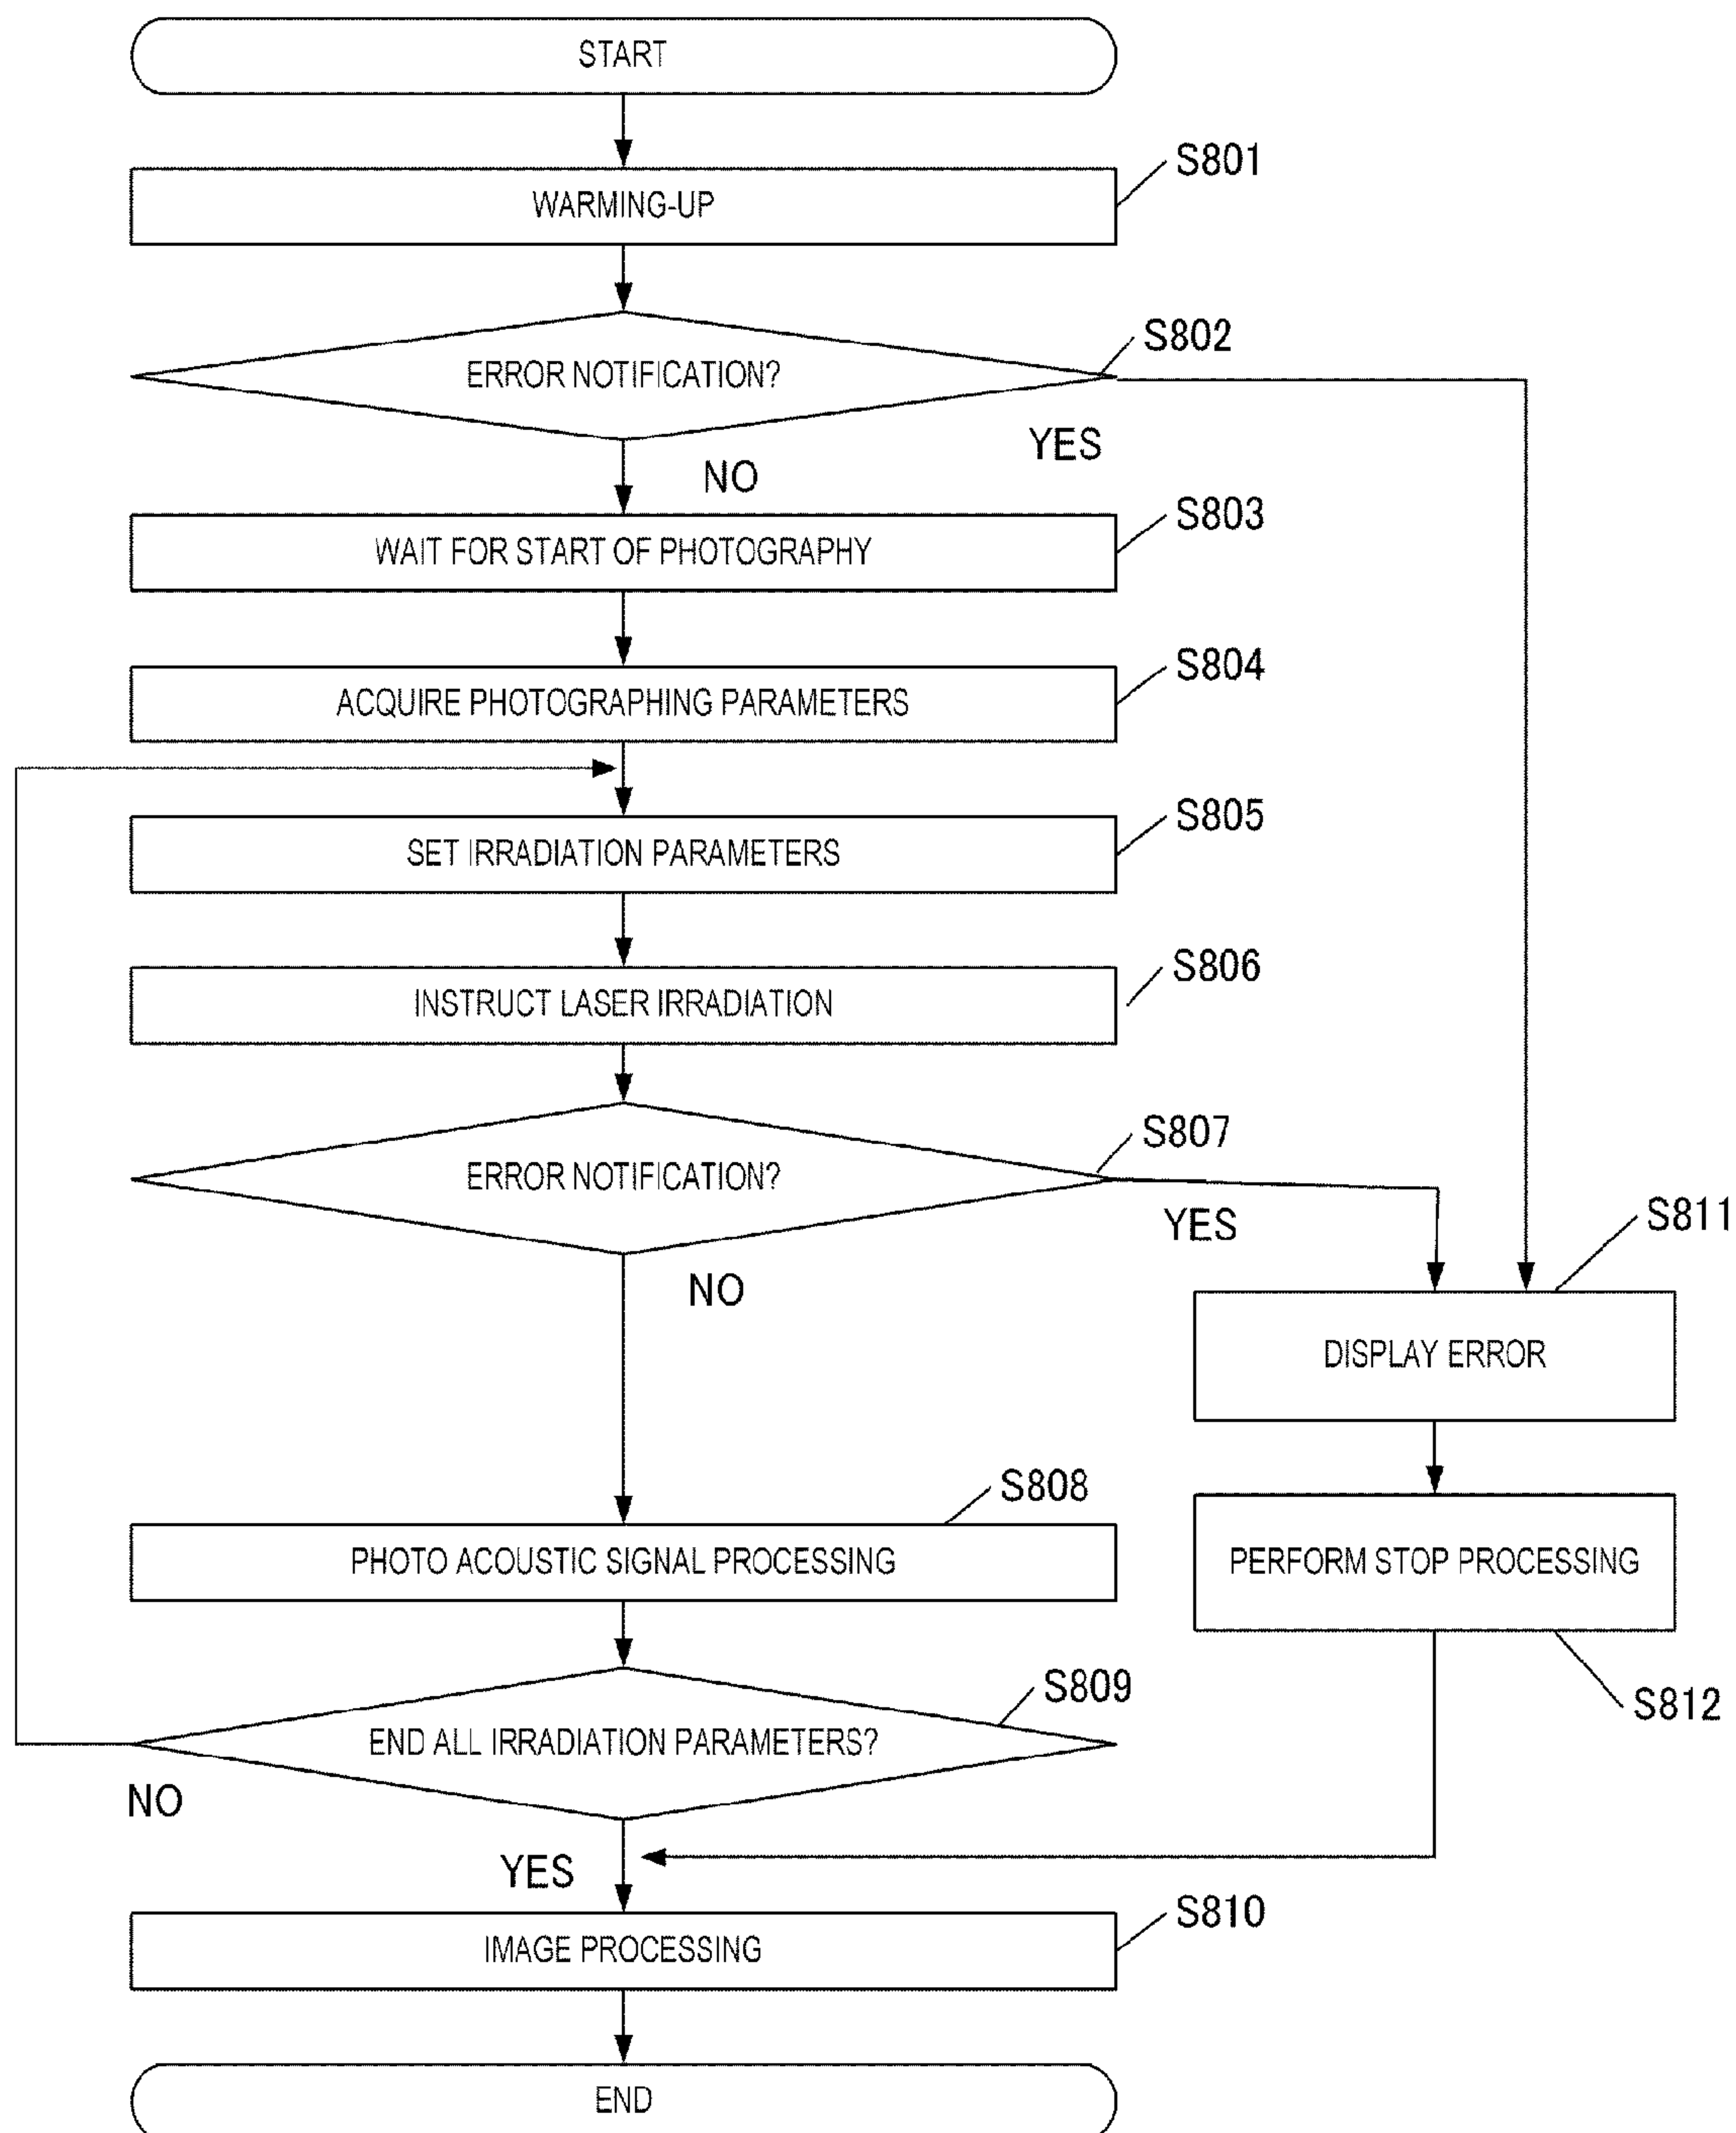 START
S801
WARMING-UP
S802
ERROR NOTIFICATION?
YES
NO
S803
WAIT FOR START OF PHOTOGRAPHY
S804
ACQUIRE PHOTOGRAPHING PARAMETERS
S805
SET IRRADIATION PARAMETERS
S806
INSTRUCT LASER IRRADIATION
S807
ERROR NOTIFICATION?
YES
NO
S811
DISPLAY ERROR
S808
PHOTO ACOUSTIC SIGNAL PROCESSING
PERFORM STOP PROCESSING
S812
S809
END ALL IRRADIATION PARAMETERS?
NO
YES
S810
IMAGE PROCESSING
END